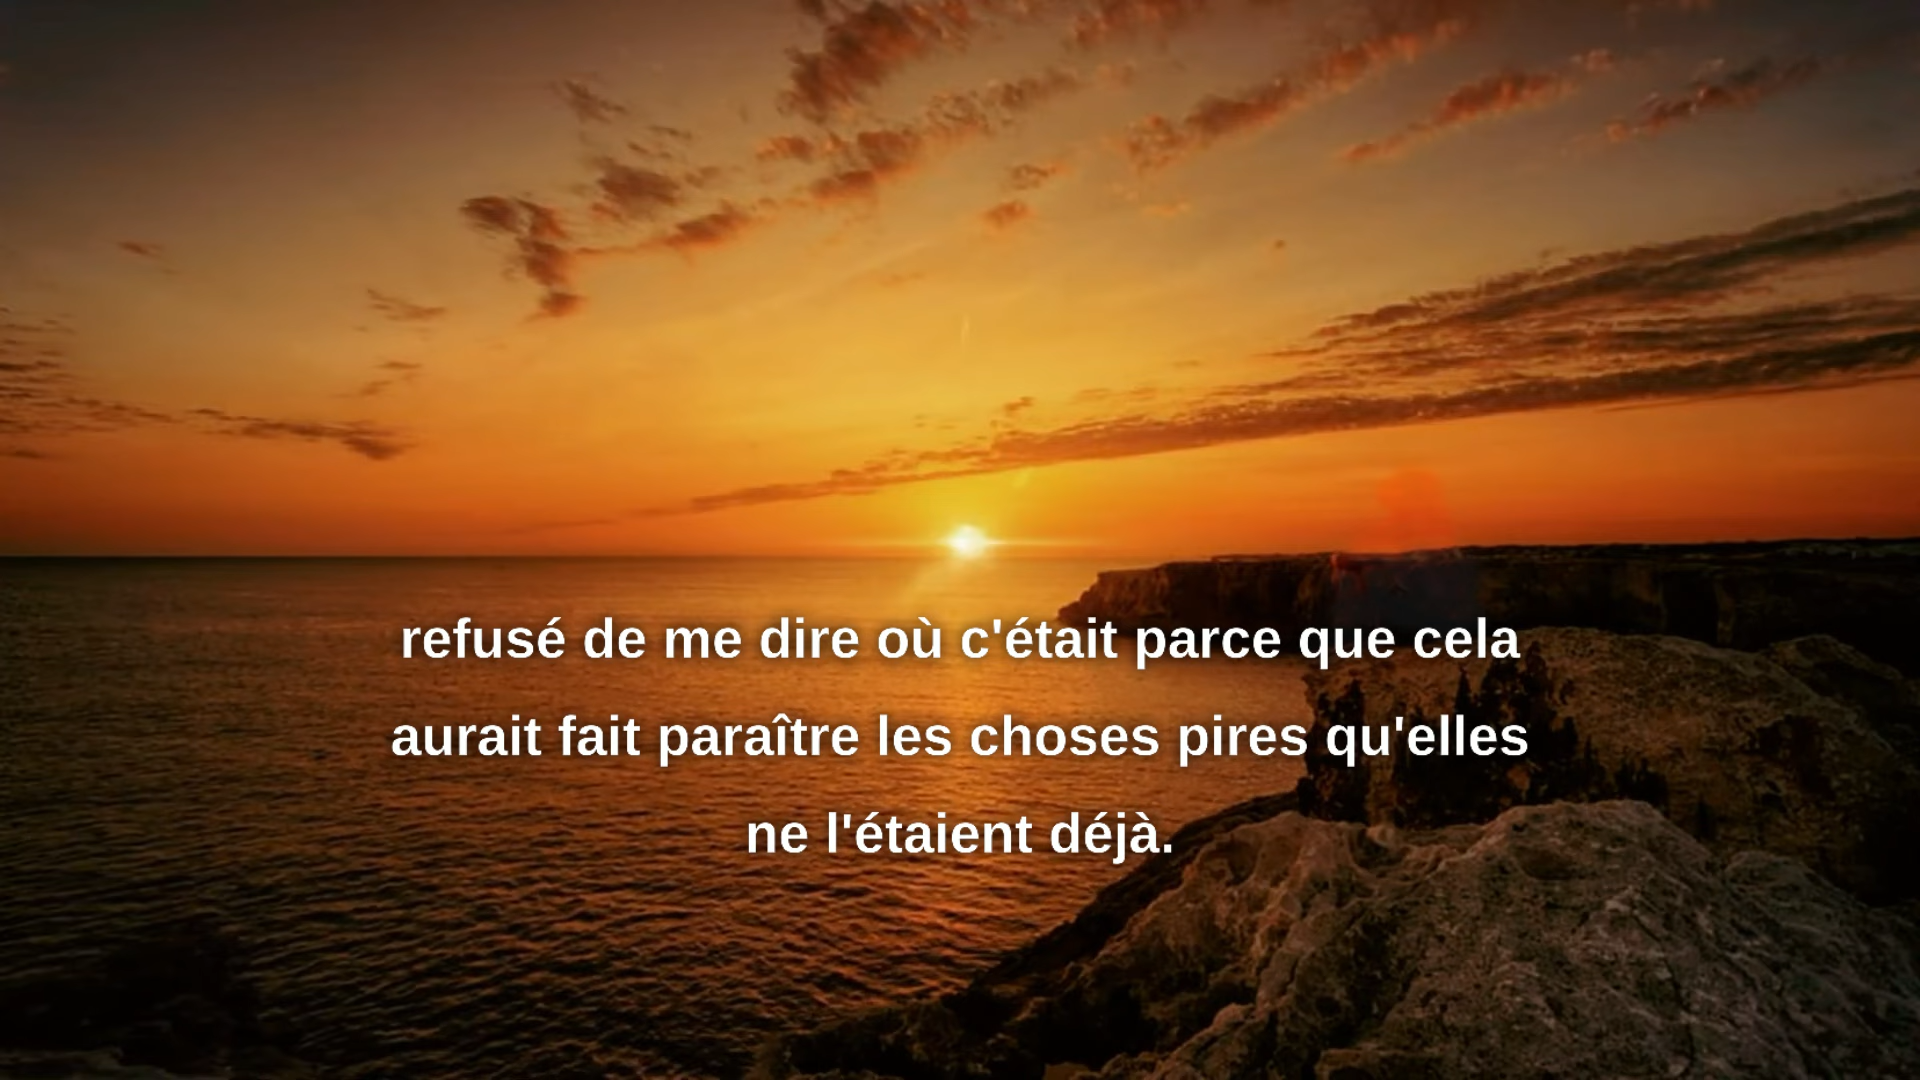 refusé de me dire où c'était parce que cela
aurait fait paraître les choses pires qu'elles
ne l'étaient déjà.